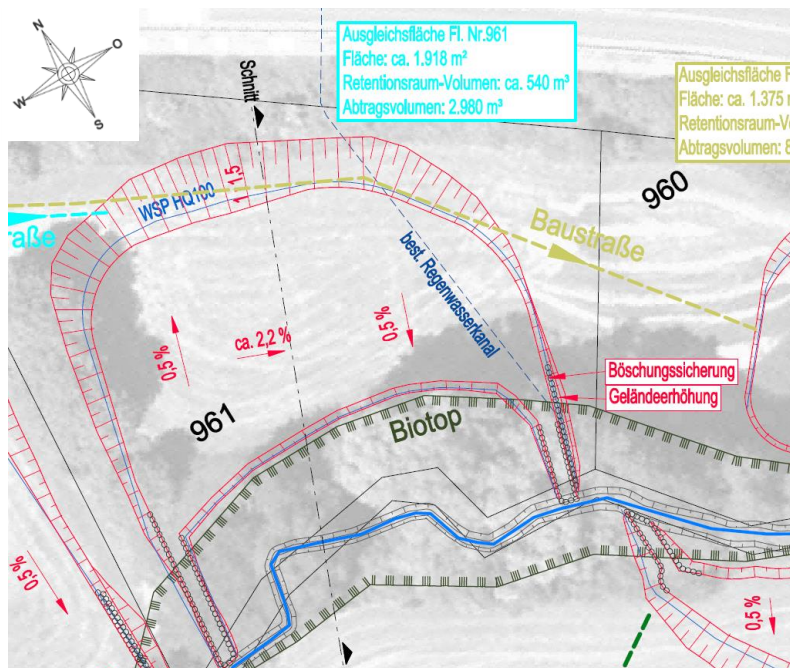 N
O
W
S
Ausgleichsfläche Fl. Nr.961
Fläche: ca. 1.918 m²
Retentionsraum-Volumen: ca. 540 m³
Abtragsvolumen: 2.980 m³
Ausgleichsfläche F
Fläche: ca. 1.375 m
Retentionsraum-Vo
Abtragsvolumen: 8
Schnitt
1:1,5
WSP HQ100
960
raße
Baustraße
best. Regenwasserkanal
0,5 %
ca. 2,2 %
0,5 %
Böschungssicherung
Geländeerhöhung
961
Biotop
0,5 %
0,5 %